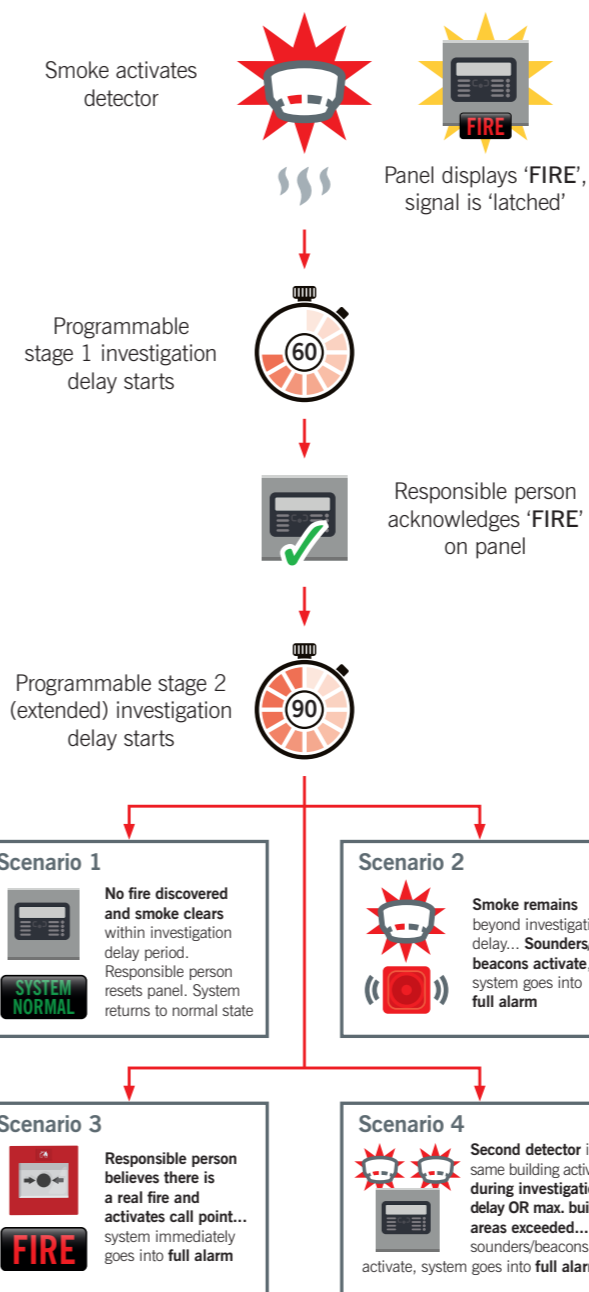 Smoke activates
detector
FIRE
Panel displays ‘FIRE’,
signal is ‘latched’
Programmable
stage 1 investigation
delay starts
60
Responsible person
acknowledges ‘FIRE’
on panel
Programmable stage 2
(extended) investigation
delay starts
90
Scenario 1
No fire discovered
and smoke clears
within investigation
delay period.
Responsible person
resets panel. System
returns to normal state
SYSTEM
NORMAL
Scenario 2
Smoke remains
beyond
delay... Sounders/
beacons activate,
system goes into
full alarm
Scenario 3
Responsible person
believes there is
a real fire and
activates call point...
system immediately
goes into full alarm
FIRE
Scenario 4
Second detector
same building
during
delay OR max.
areas exceeded...
sounders/beacons
activate, system goes into full alarm